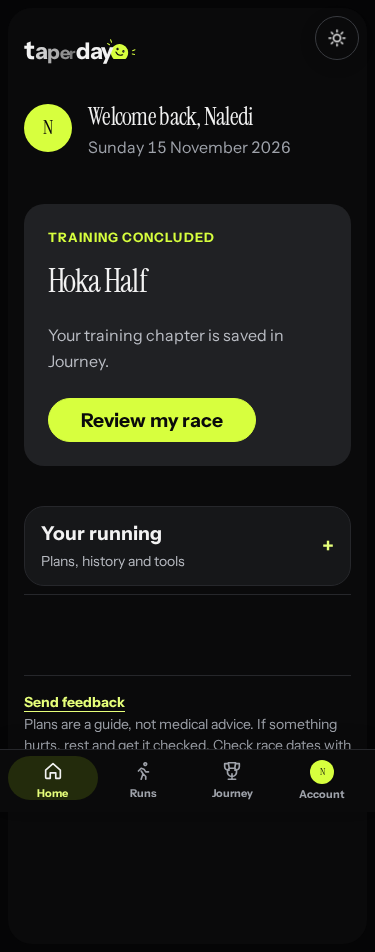 taperday
N
Welcome back, Naledi
Sunday 15 November 2026
TRAINING CONCLUDED
Hoka Half
Your training chapter is saved in
Journey.
Review my race
Your running
Plans, history and tools
+
Send feedback
Plans are a guide, not medical advice. If something
hurts, rest and get it checked. Check race dates with
Home
Runs
Journey
N
Account